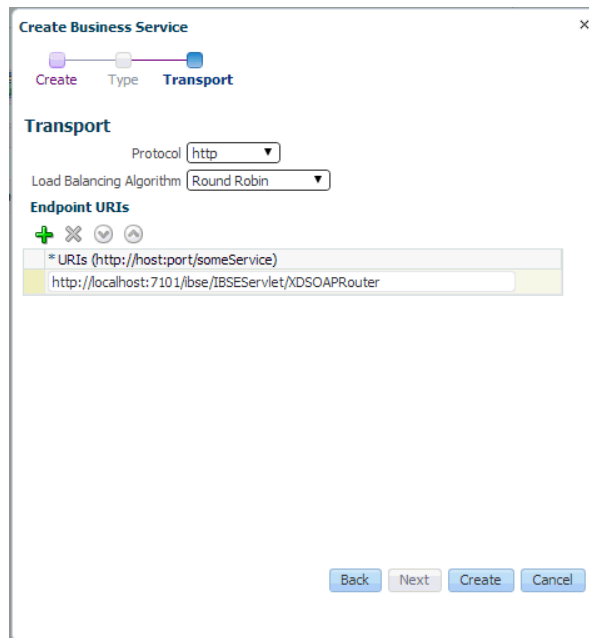 Create Business Service
Create Type Transport
Transport
Protocol http
Load Balancing Algorithm Round Robin
Endpoint URIs
* URIs (http://host:port/someService)
http://localhost:7101/ibse/IBSEServlet/XDSOAPRouter
Back Next Create Cancel